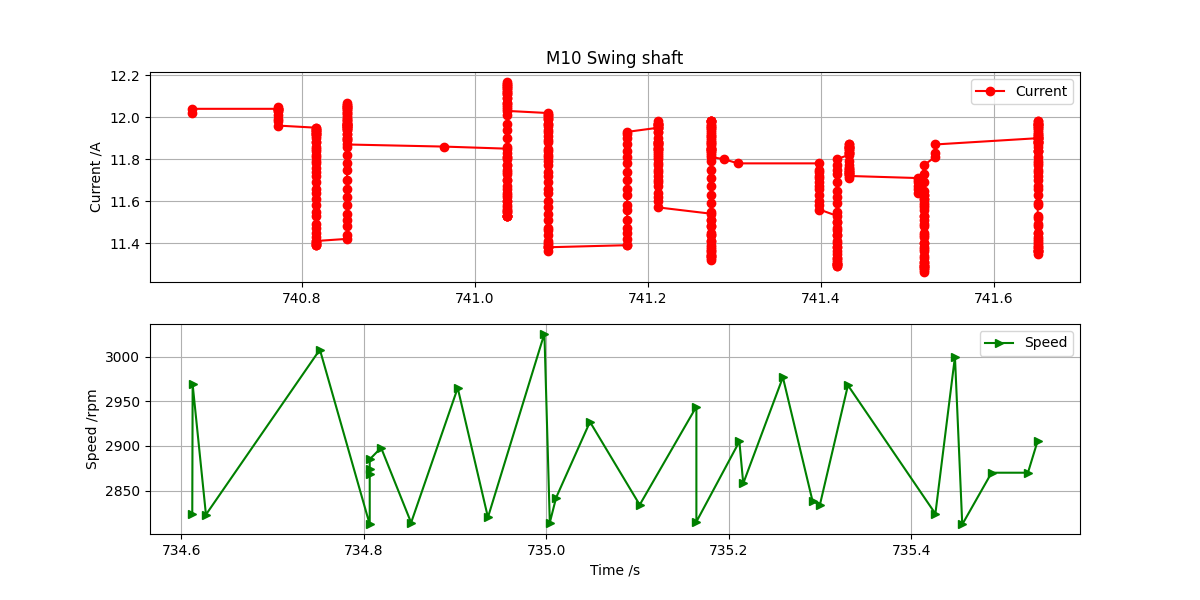 M10 Swing shaft
12.2
12.0
11.8
11.6
11.4
Current /A
Current
740.8 741.0 741.2 741.4 741.6
3000
2950
2900
2850
Speed /rpm
Speed
734.6 734.8 735.0 735.2 735.4
Time /s